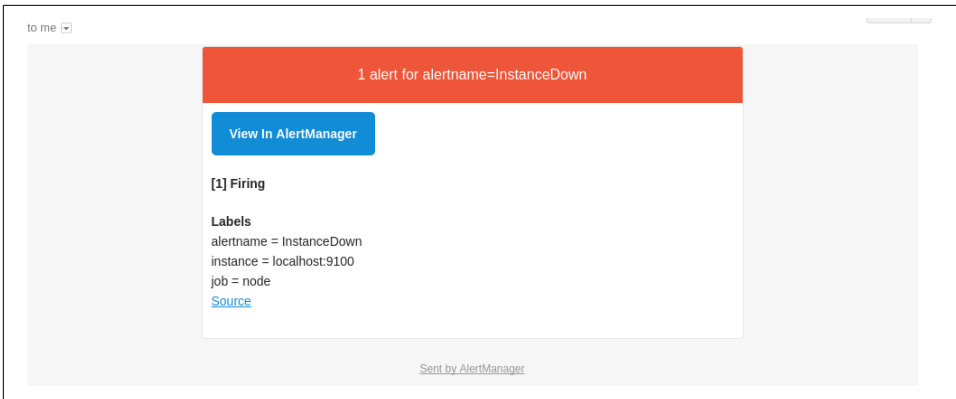 to me
1 alert for alertname=InstanceDown
View In AlertManager
[1] Firing
Labels
alertname = InstanceDown
instance = localhost:9100
job = node
Source
Sent by AlertManager